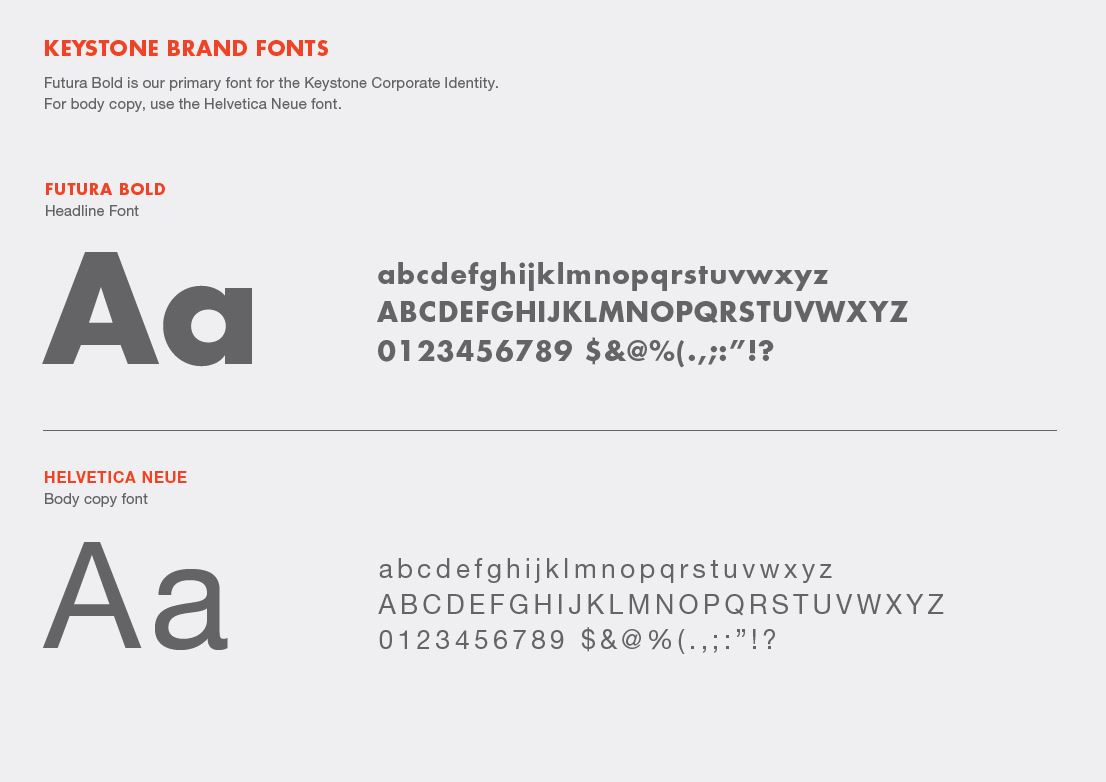 KEYSTONE BRAND FONTS
Futura Bold is our primary font for the Keystone Corporate Identity.
For body copy, use the Helvetica Neue font.
FUTURA BOLD
Headline Font
Aa
abcdefghijklmnopqrstuvwxyz
ABCDEFGHIJKLMNOPQRSTUVWXYZ
0123456789 $&@%(.,;:”!?
HELVETICA NEUE
Body copy font
Aa
abcdefghijklmnopqrstuvwxyz
ABCDEFGHIJKLMNOPQRSTUVWXYZ
0123456789 $&@%(.,;:”!?